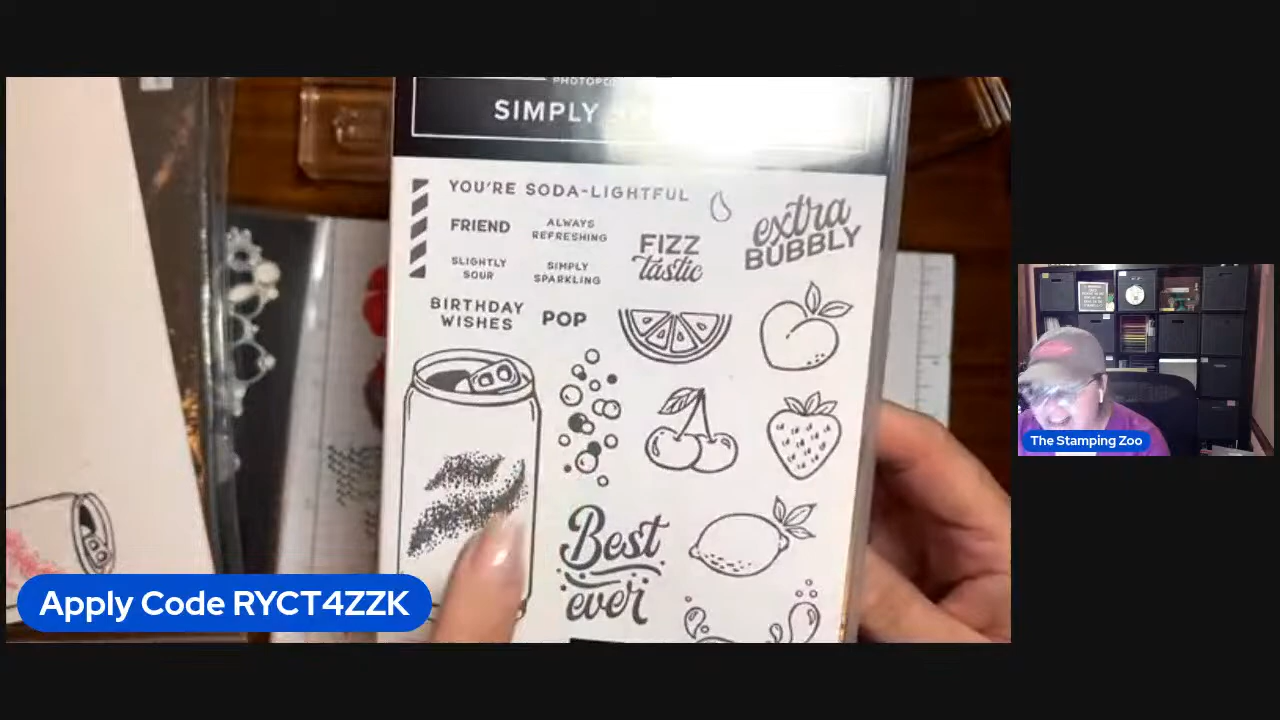 SIMPLY
YOU'RE SODA-LIGHTFUL
FRIEND
ALWAYS
REFRESHING
SLIGHTLY
SOUR
SIMPLY
SPARKLING
FIZZ
tastic
extra
BUBBLY
BIRTHDAY
WISHES
POP
Best
ever
Apply Code RYCT4ZZK
The Stamping Zoo